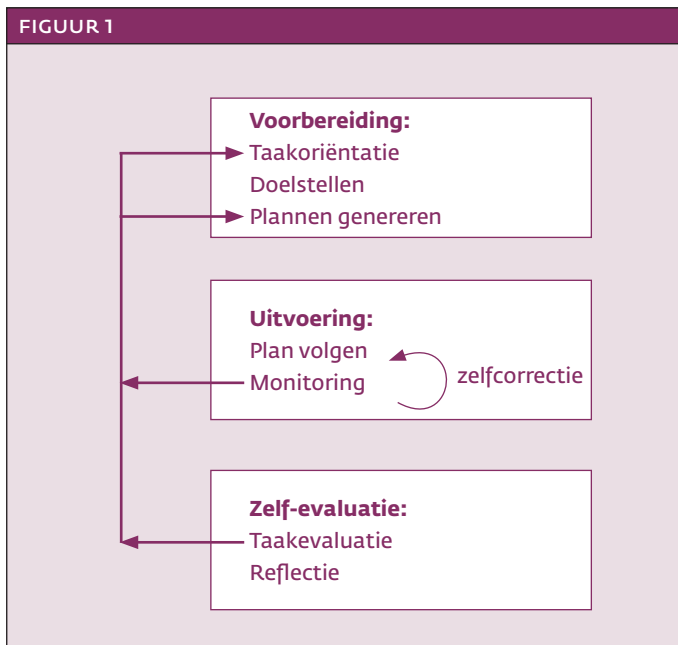 FIGUUR 1
Voorbereiding:
Taakoriëntatie
Doelstellen
Plannen genereren
Uitvoering:
Plan volgen
Monitoring
zelfcorrectie
Zelf-evaluatie:
Taakevaluatie
Reflectie